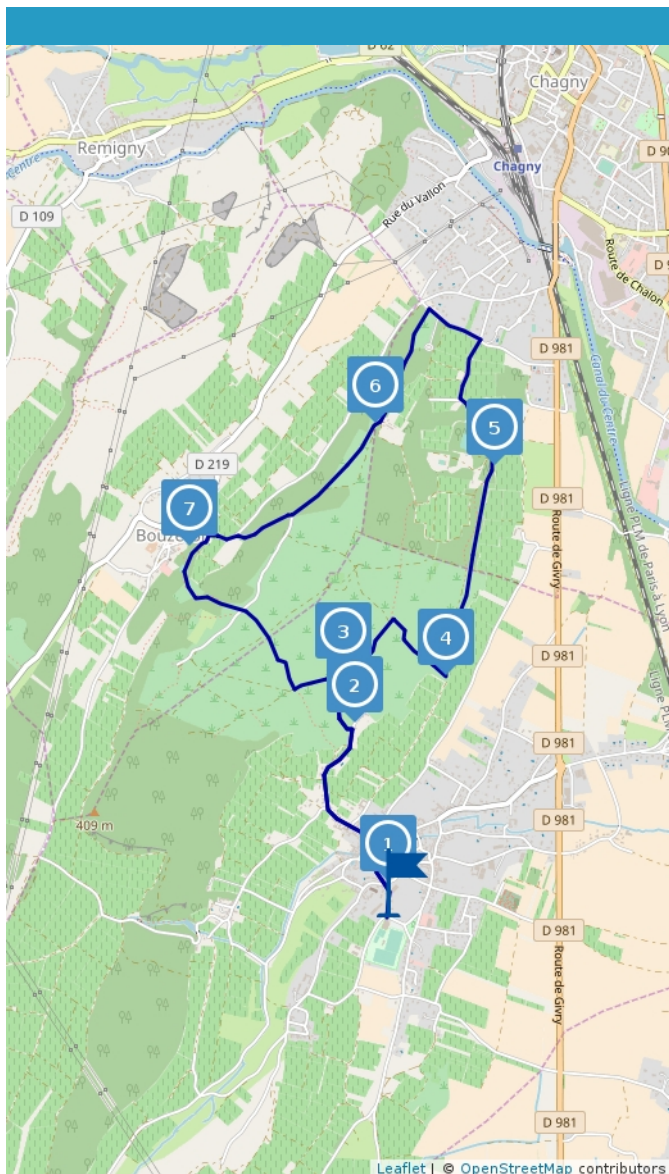 D 62
Chagny
Remigny
Centre
Chagny
D 109
Rue du Vallon
Route de Chalon
D 981
Canal du Centre
6
5
D 219
7
D 981
Route de Givry
Ligne PLM de Paris à Lyon
3
4
D 981
2
D 981
409 m
D 981
1
D 981
Route de Givry
D 981
Leaflet | © OpenStreetMap contributors